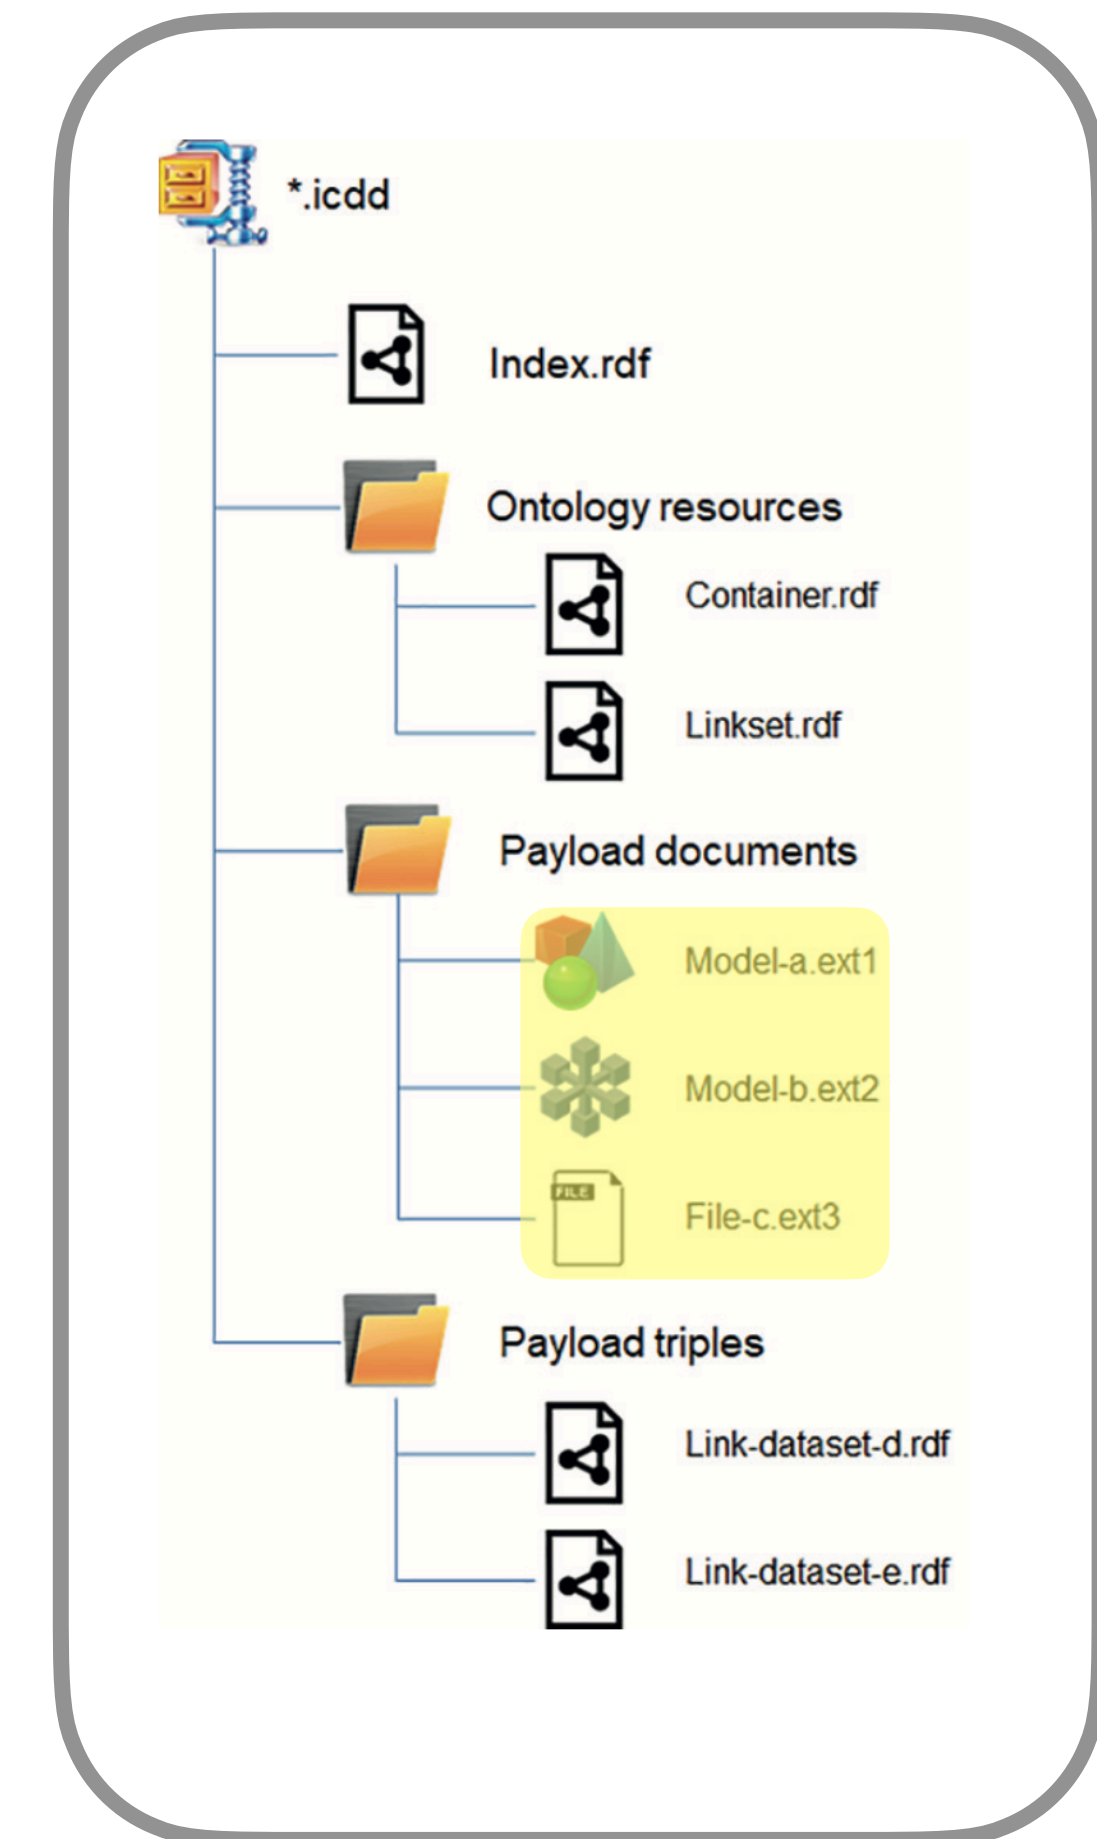 *.icdd
Index.rdf
Ontology resources
Container.rdf
Linkset.rdf
Payload documents
Model-a.ext1
Model-b.ext2
FILE
File-c.ext3
Payload triples
Link-dataset-d.rdf
Link-dataset-e.rdf